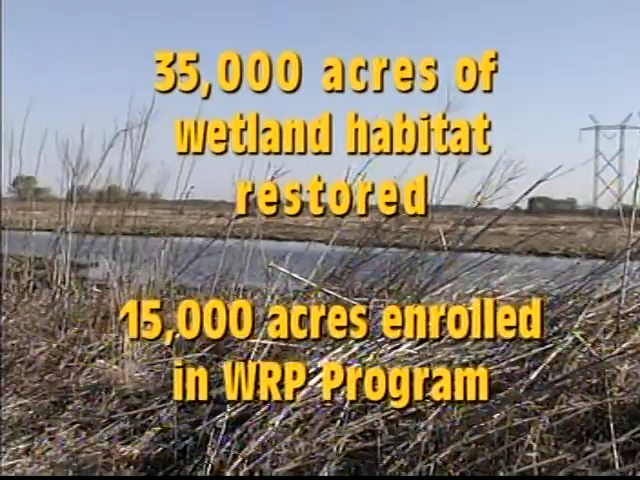 35,000 acres of
wetland habitat
restored
15,000 acres enrolled
in WRP Program